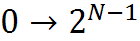 0 → 2^{N−1}